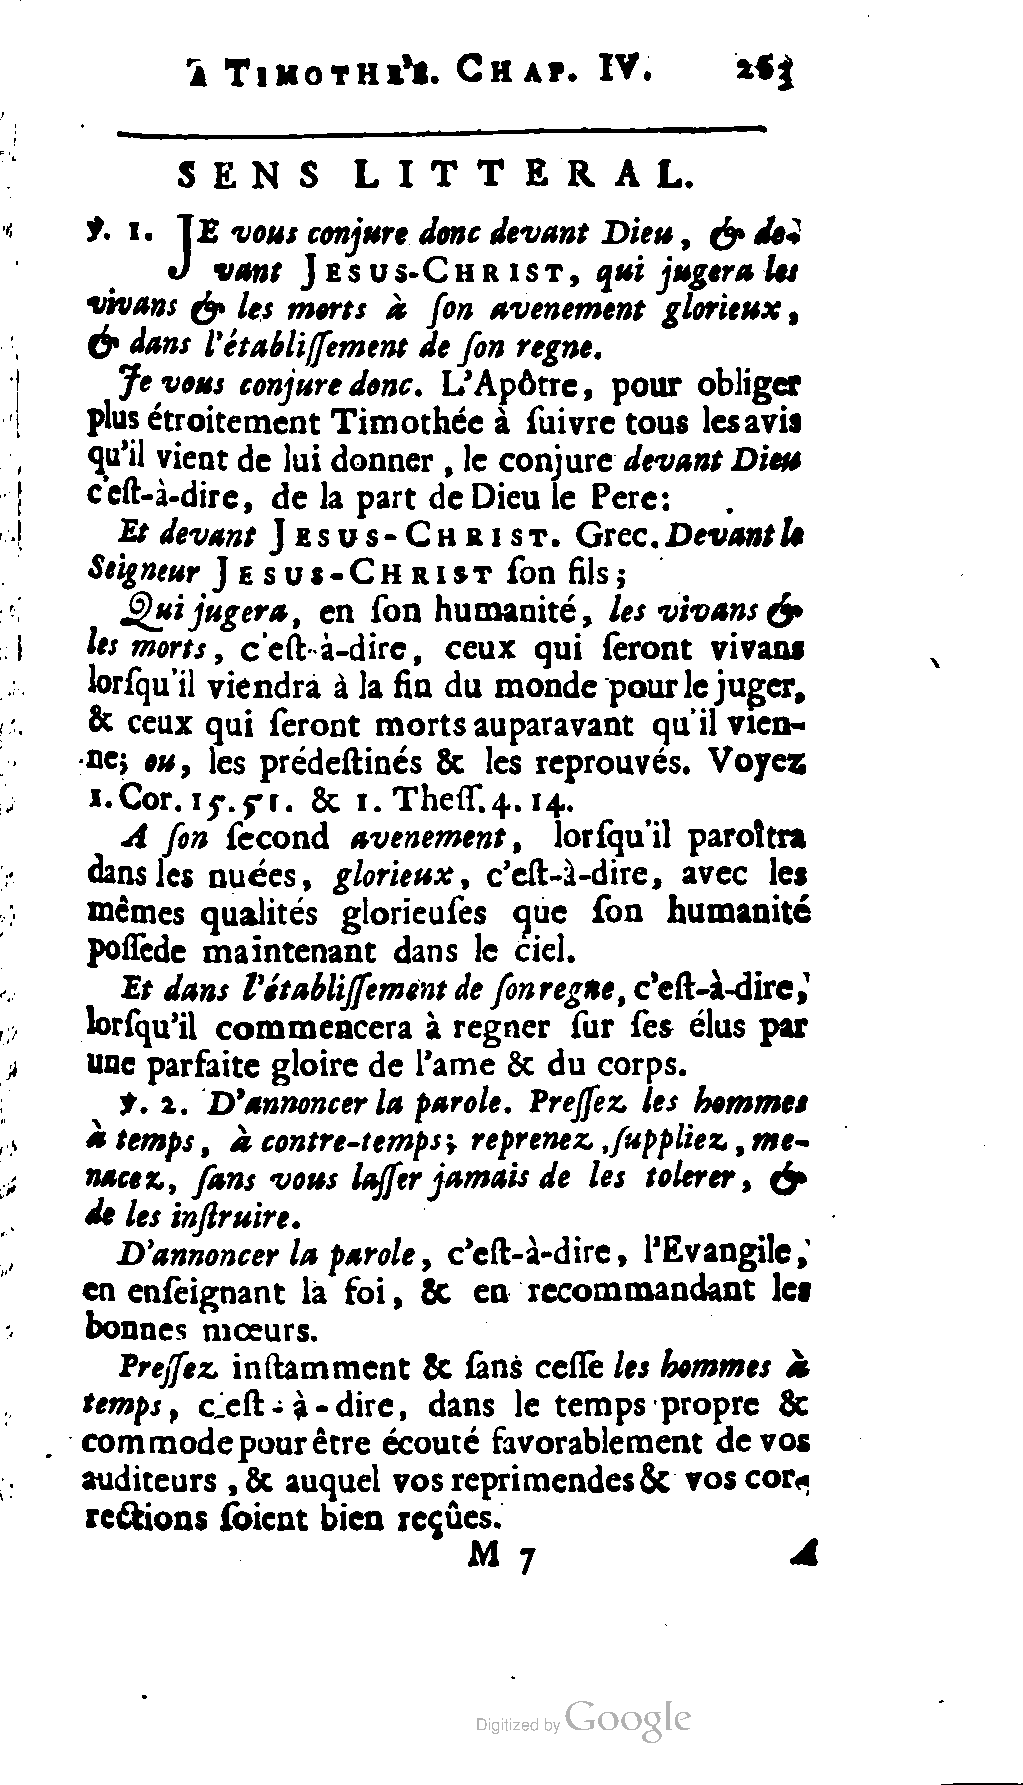 à TIMOTHE'E. CHAP. IV. 263
SENS LITTERAL.
℣. 1. JE vous conjure donc devant Dieu, & de-
vant JESUS-CHRIST, qui jugera les
vivans & les morts à ſon avenement glorieux,
& dans l'établiſſement de ſon regne.
Je vous conjure donc. L'Apôtre, pour obliger
plus étroitement Timothée à ſuivre tous les avis
qu'il vient de lui donner, le conjure devant Dieu
c'eſt-à-dire, de la part de Dieu le Pere:
Et devant JESUS-CHRIST. Grec. Devant le
Seigneur JESUS-CHRIST ſon fils;
Qui jugera, en ſon humanité, les vivans &
les morts, c'eſt-à-dire, ceux qui ſeront vivans
lorſqu'il viendra à la fin du monde pour le juger,
& ceux qui ſeront morts auparavant qu'il vien-
ne; ou, les prédeſtinés & les reprouvés. Voyez
1. Cor. 15. 51. & 1. Theſſ. 4. 14.
A ſon ſecond avenement, lorſqu'il paroîtra
dans les nuées, glorieux, c'eſt-à-dire, avec les
mêmes qualités glorieuſes que ſon humanité
poſſede maintenant dans le ciel.
Et dans l'établiſſement de ſon regne, c'eſt-à-dire,
lorſqu'il commencera à regner ſur ſes élus par
une parfaite gloire de l'ame & du corps.
℣. 2. D'annoncer la parole. Preſſez les hommes
à temps, à contre-temps; reprenez, ſuppliez, me-
nacez, ſans vous laſſer jamais de les tolerer, &
de les inſtruire.
D'annoncer la parole, c'eſt-à-dire, l'Evangile,
en enſeignant la foi, & en recommandant les
bonnes mœurs.
Preſſez inſtamment & ſans ceſſe les hommes à
temps, c'eſt-à-dire, dans le temps propre &
commode pour être écouté favorablement de vos
auditeurs, & auquel vos reprimendes & vos cor-
rections ſoient bien reçûes.
M 7 A
Digitized by Google